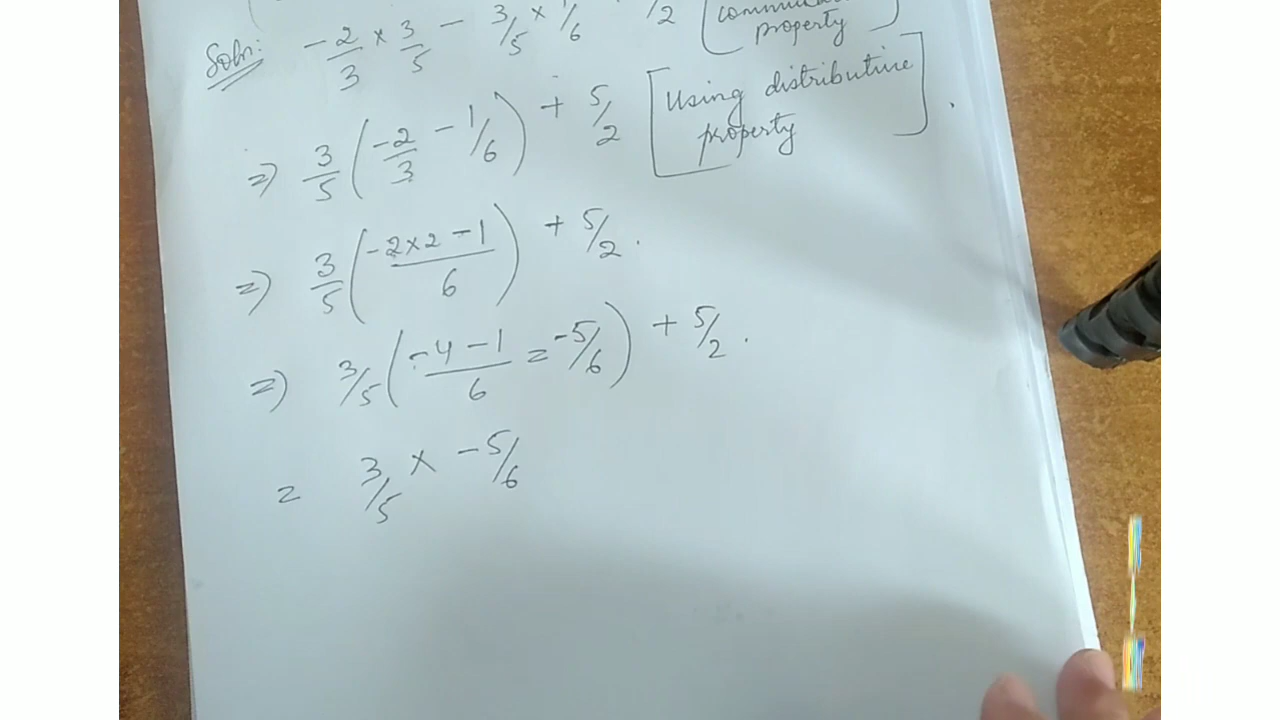 Soln: -2/3 × 3/5 - 3/5 × 1/6 /2 [
property]
=) 3/5 (-2/3 - 1/6) + 5/2 [Using distributive
property].
=) 3/5 (-2×2-1/6) + 5/2.
=) 3/5 (-4-1/6 = -5/6) + 5/2.
= 3/5 × -5/6